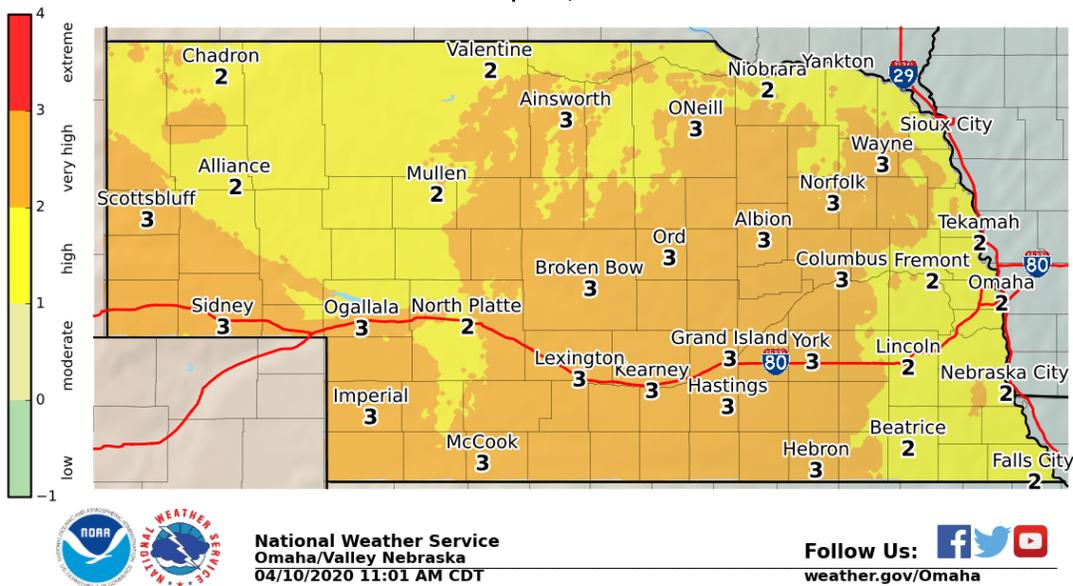 4
3
2
1
0
−1
extreme
very high
high
moderate
low
Chadron
2
Valentine
2
Niobrara
2
Yankton
29
Ainsworth
3
ONeill
3
Sioux City
Wayne
3
Alliance
2
Mullen
2
Norfolk
3
Scottsbluff
3
Albion
3
Tekamah
2
Ord
3
Broken Bow
3
Columbus
3
Fremont
2
80
Omaha
2
Sidney
3
Ogallala
3
North Platte
2
Grand Island
3
80
York
3
Lincoln
2
Lexington
3
Kearney
3
Hastings
3
Nebraska City
2
Imperial
3
McCook
3
Hebron
3
Beatrice
2
Falls City
2
NOAA
NATIONAL WEATHER SERVICE
National Weather Service
Omaha/Valley Nebraska
04/10/2020 11:01 AM CDT
Follow Us:
weather.gov/Omaha